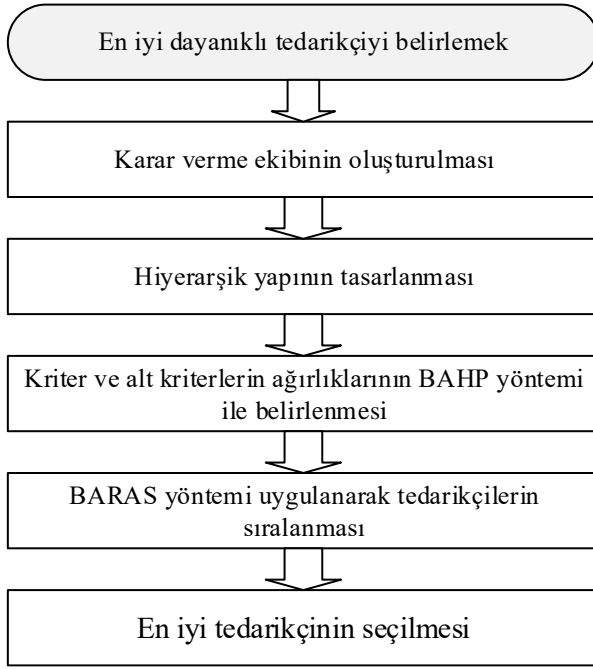 En iyi dayanıklı tedarikçiyi belirlemek
Karar verme ekibinin oluşturulması
Hiyerarşik yapının tasarlanması
Kriter ve alt kriterlerin ağırlıklarının BAHP yöntemi
ile belirlenmesi
BARAS yöntemi uygulanarak tedarikçilerin
sıralanması
En iyi tedarikçinin seçilmesi